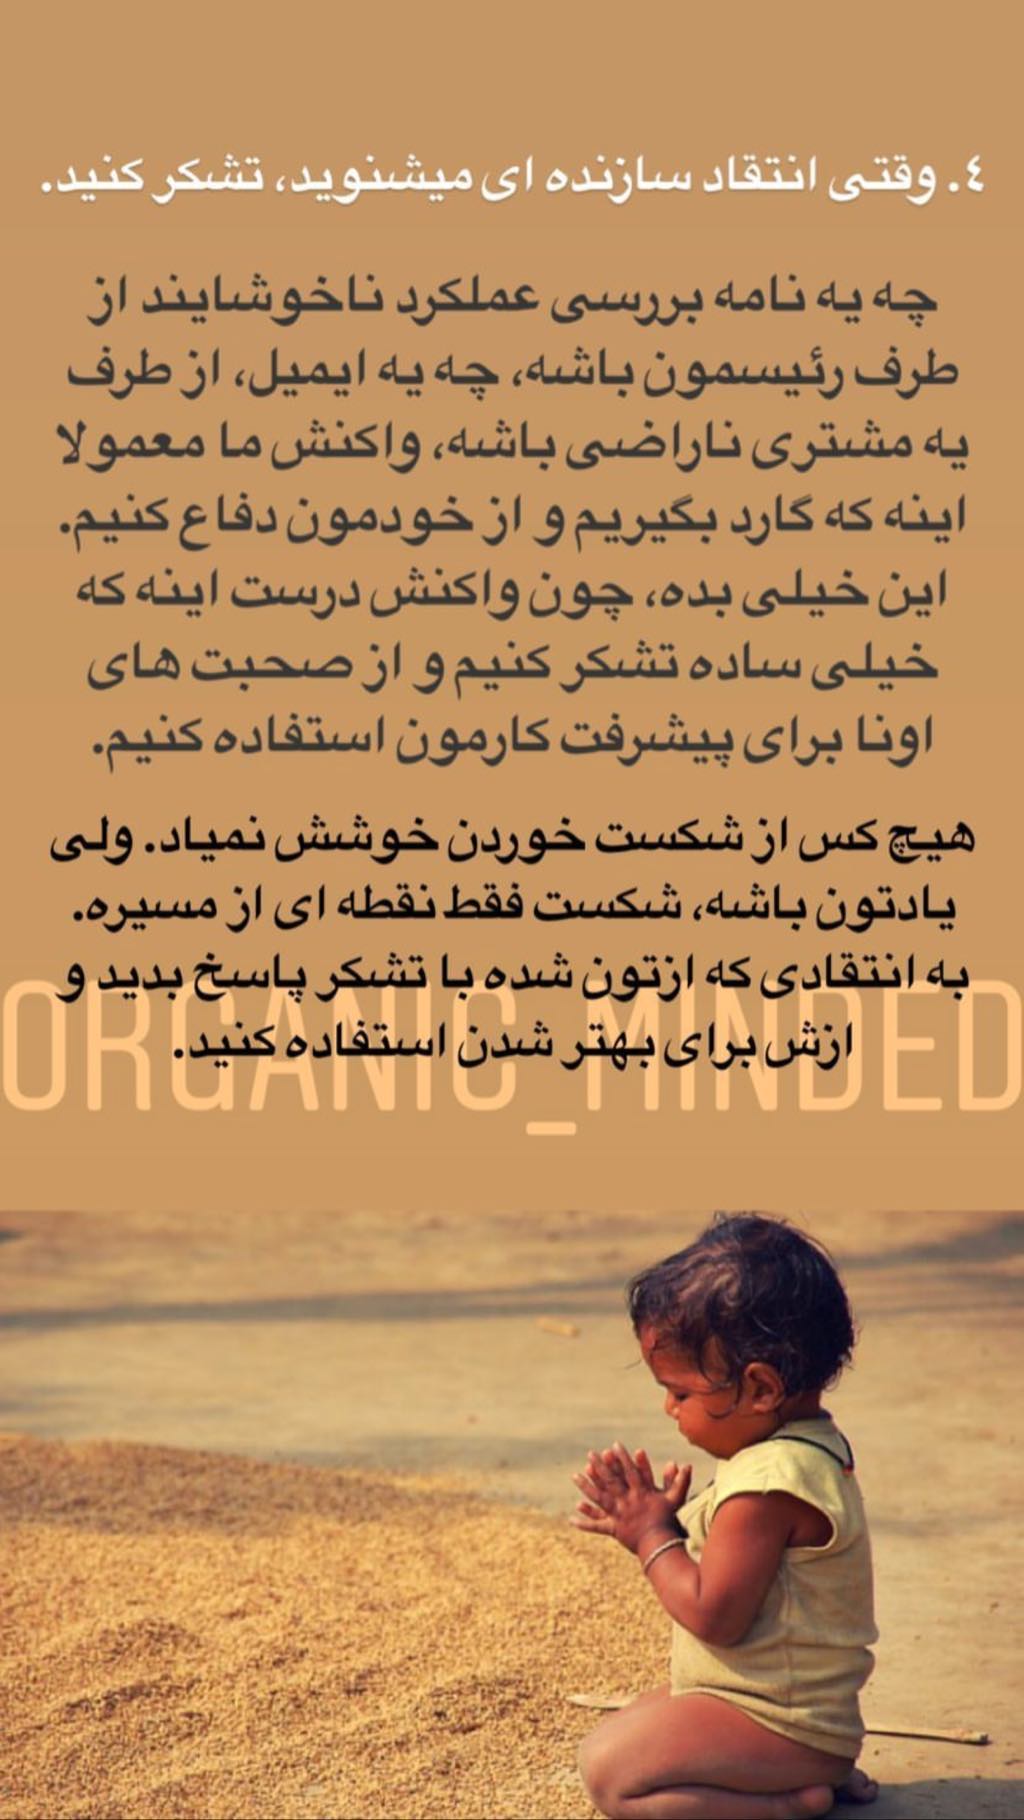 ٤. وقتی انتقاد سازنده ای میشنوید، تشکر کنید.
چه یه نامه بررسی عملکرد ناخوشایند از
طرف رئیسمون باشه، چه یه ایمیل، از طرف
یه مشتری ناراضی باشه، واکنش ما معمولا
اینه که گارد بگیریم و از خودمون دفاع کنیم.
این خیلی بده، چون واکنش درست اینه که
خیلی ساده تشکر کنیم و از صحبت های
اونا برای پیشرفت کارمون استفاده کنیم.
هیچ کس از شکست خوردن خوشش نمیاد. ولی
یادتون باشه، شکست فقط نقطه ای از مسیره.
به انتقادی که ازتون شده با تشکر پاسخ بدید و
ازش برای بهتر شدن استفاده کنید.
ORGANIC_MINDED